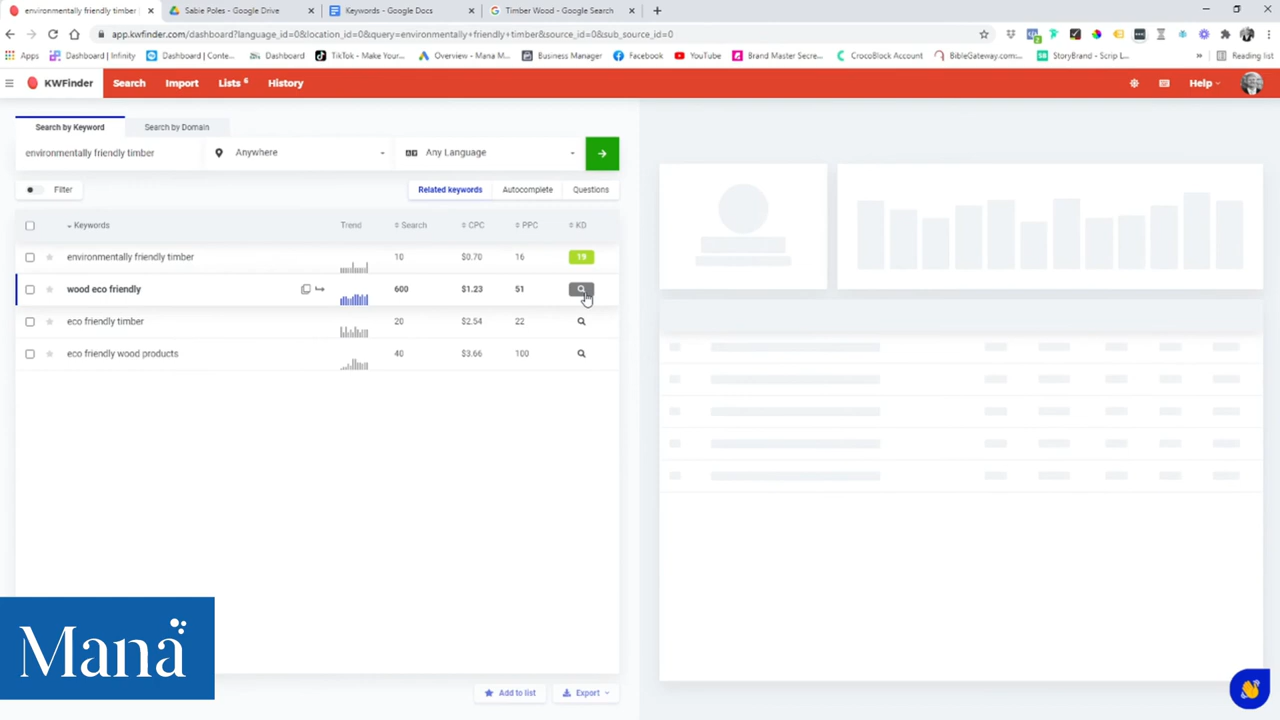 environmentally friendly timber
Sabie Poles - Google Drive
Keywords - Google Docs
Timber Wood - Google Search
app.kwfinder.com/dashboard?language_id=0&location_id=0&query=environmentally+friendly+timber&source_id=0&sub_source_id=0
Apps
Dashboard | Infinity
Dashboard | Conte...
Dashboard
TikTok - Make Your...
Overview - Mana M...
Business Manager
Facebook
YouTube
Brand Master Secre...
CrocoBlock Account
BibleGateway.com:...
StoryBrand - Scrip L...
»
Reading list
KWFinder
Search
Import
Lists 6
History
Help
Search by Keyword
Search by Domain
environmentally friendly timber
Anywhere
Any Language
Filter
Related keywords
Autocomplete
Questions
Keywords Trend Search CPC PPC KD
environmentally friendly timber 10 $0.70 16 19
wood eco friendly 600 $1.23 51
eco friendly timber 20 $2.54 22
eco friendly wood products 40 $3.66 100
Manä
Add to list
Export